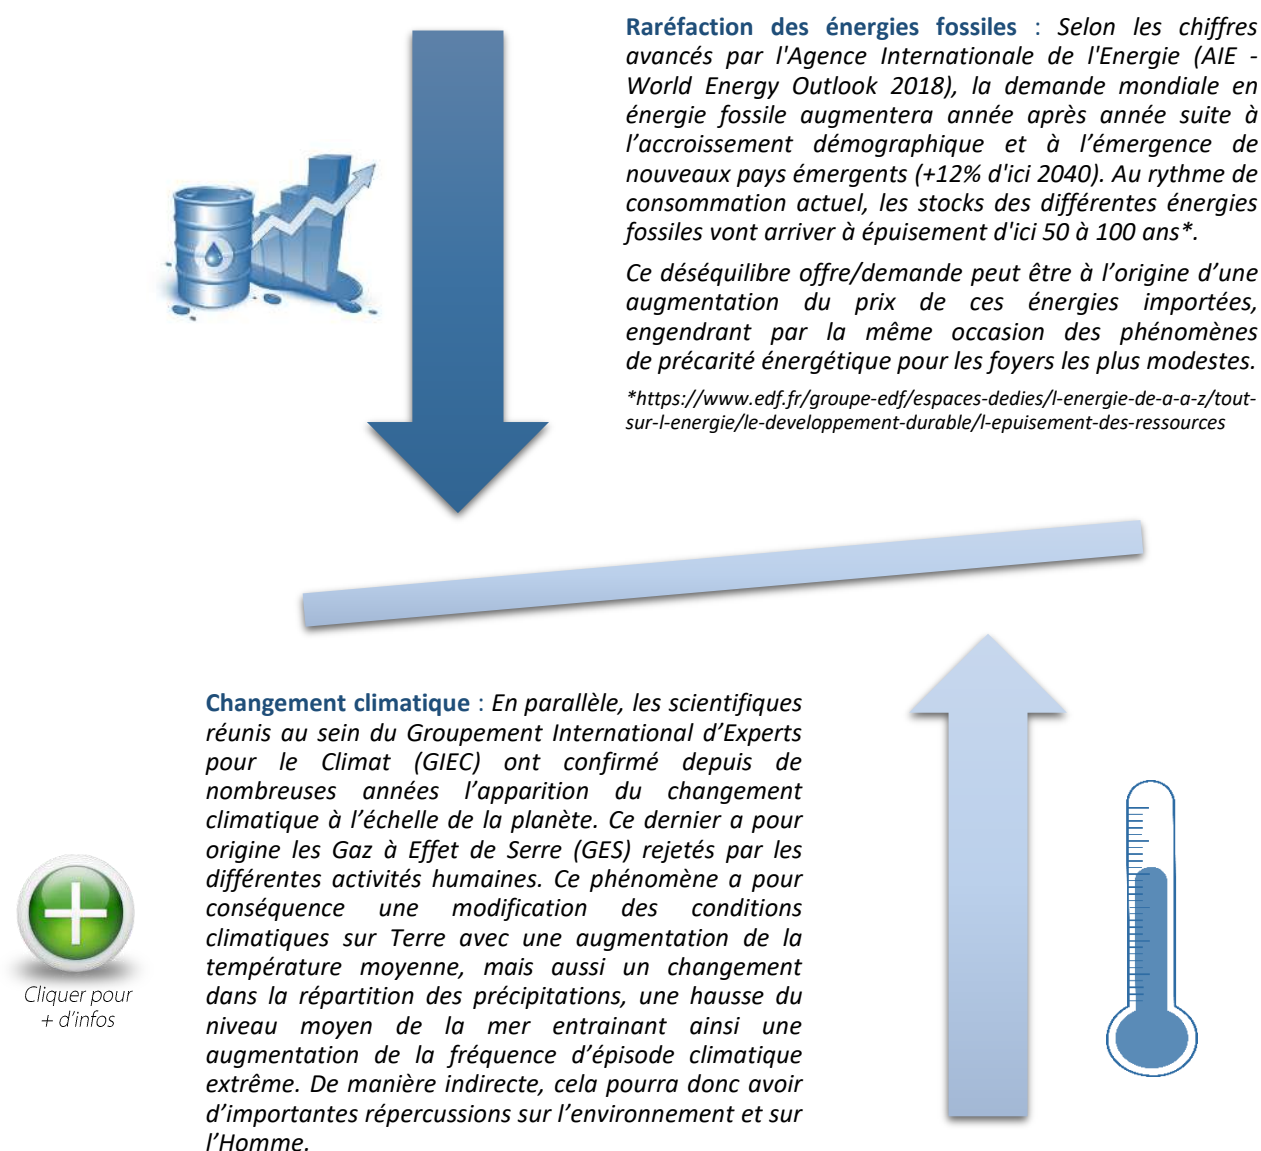 Raréfaction des énergies fossiles : Selon les chiffres
avancés par l'Agence Internationale de l'Energie (AIE -
World Energy Outlook 2018), la demande mondiale en
énergie fossile augmentera année après année suite à
l’accroissement démographique et à l’émergence de
nouveaux pays émergents (+12% d'ici 2040). Au rythme de
consommation actuel, les stocks des différentes énergies
fossiles vont arriver à épuisement d'ici 50 à 100 ans*.
Ce déséquilibre offre/demande peut être à l’origine d’une
augmentation du prix de ces énergies importées,
engendrant par la même occasion des phénomènes
de précarité énergétique pour les foyers les plus modestes.
*https://www.edf.fr/groupe-edf/espaces-dedies/l-energie-de-a-a-z/tout-
sur-l-energie/le-developpement-durable/l-epuisement-des-ressources
Changement climatique : En parallèle, les scientifiques
réunis au sein du Groupement International d’Experts
pour le Climat (GIEC) ont confirmé depuis de
nombreuses années l’apparition du changement
climatique à l’échelle de la planète. Ce dernier a pour
origine les Gaz à Effet de Serre (GES) rejetés par les
différentes activités humaines. Ce phénomène a pour
conséquence une modification des conditions
climatiques sur Terre avec une augmentation de la
température moyenne, mais aussi un changement
dans la répartition des précipitations, une hausse du
niveau moyen de la mer entrainant ainsi une
augmentation de la fréquence d’épisode climatique
extrême. De manière indirecte, cela pourra donc avoir
d’importantes répercussions sur l’environnement et sur
l’Homme.
Cliquer pour
+ d’infos